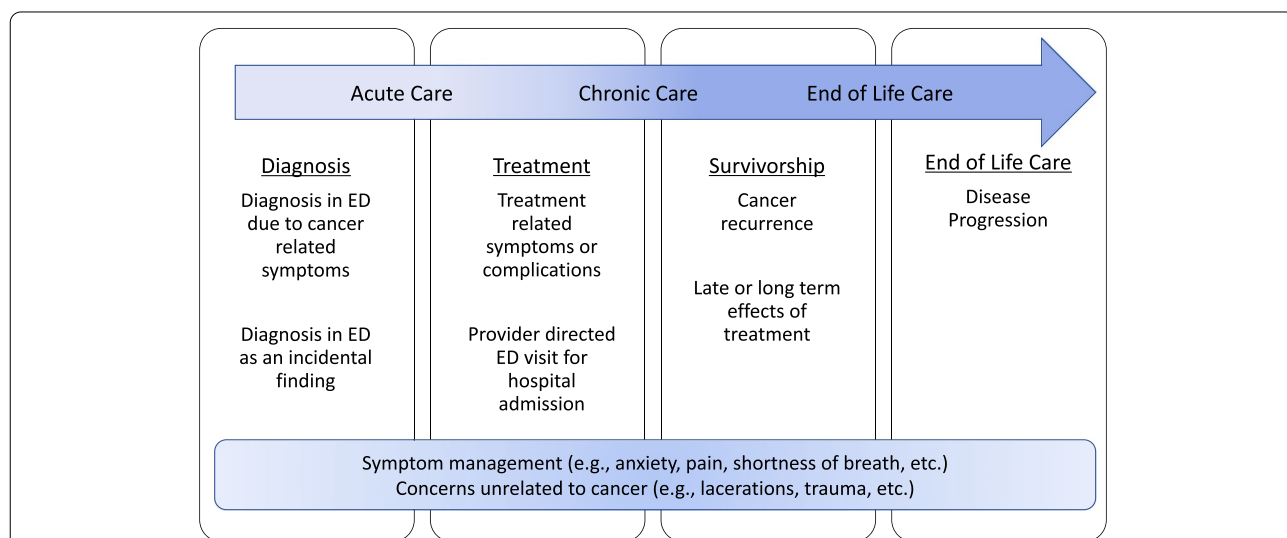 Acute Care
Chronic Care
End of Life Care
Diagnosis
Diagnosis in ED
due to cancer
related
symptoms
Diagnosis in ED
as an incidental
finding
Treatment
Treatment
related
symptoms or
complications
Provider directed
ED visit for
hospital
admission
Survivorship
Cancer
recurrence
Late or long term
effects of
treatment
End of Life Care
Disease
Progression
Symptom management (e.g., anxiety, pain, shortness of breath, etc.)
Concerns unrelated to cancer (e.g., lacerations, trauma, etc.)